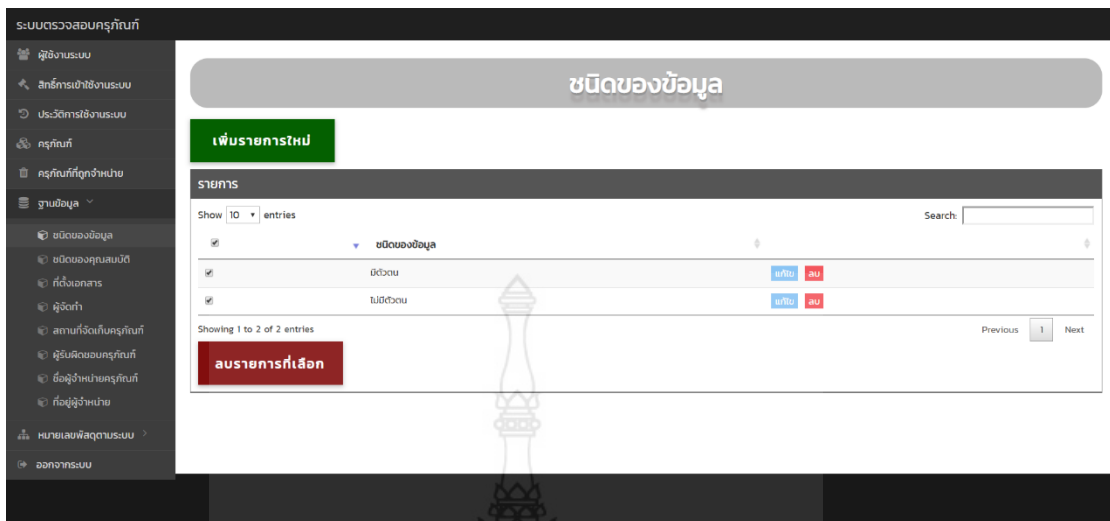 ระบบตรวจสอบครุภัณฑ์
ผู้ใช้งานระบบ
สิทธิ์การเข้าใช้งานระบบ
ประวัติการใช้งานระบบ
ครุภัณฑ์
ครุภัณฑ์ที่ถูกจำหน่าย
ฐานข้อมูล
ชนิดของข้อมูล
ชนิดของคุณสมบัติ
ที่ตั้งเอกสาร
ผู้จัดทำ
สถานที่จัดเก็บครุภัณฑ์
ผู้รับผิดชอบครุภัณฑ์
ชื่อผู้จำหน่ายครุภัณฑ์
ที่อยู่ผู้จำหน่าย
หมายเลขพัสดุตามระบบ
ออกจากระบบ
ชนิดของข้อมูล
เพิ่มรายการใหม่
รายการ
Show 10 entries
Search:
ชนิดของข้อมูล
มีตัวตน แก้ไข ลบ
ไม่มีตัวตน แก้ไข ลบ
Showing 1 to 2 of 2 entries
Previous 1 Next
ลบรายการที่เลือก